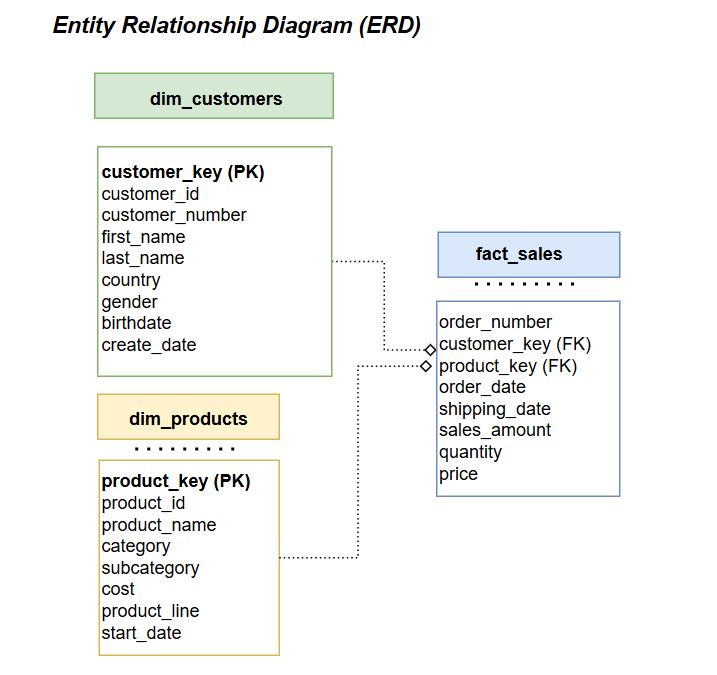 Entity Relationship Diagram (ERD)
dim_customers
customer_key (PK)
customer_id
customer_number
first_name
last_name
country
gender
birthdate
create_date
dim_products
product_key (PK)
product_id
product_name
category
subcategory
cost
product_line
start_date
fact_sales
order_number
customer_key (FK)
product_key (FK)
order_date
shipping_date
sales_amount
quantity
price